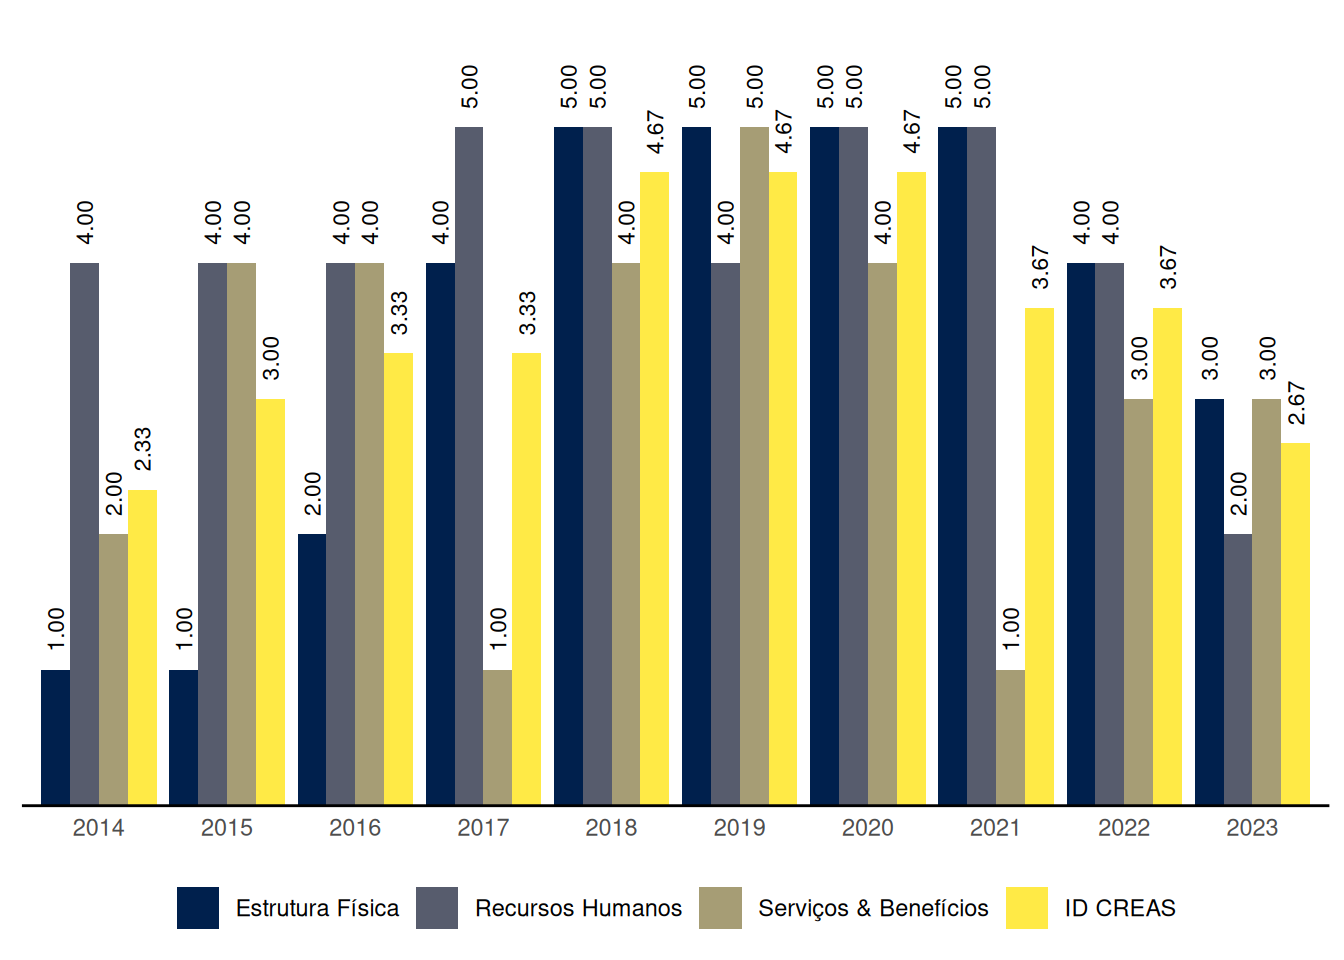 5.00 5.00 5.00 5.00 5.00 5.00 5.00 5.00 5.00
4.67 4.67 4.67
4.00 4.00 4.00 4.00 4.00 4.00 4.00 4.00 4.00 4.00 4.00
3.67 3.67
3.33 3.33
3.00 3.00 3.00 3.00
2.67
2.33
2.00 2.00 2.00
1.00 1.00 1.00 1.00
2014 2015 2016 2017 2018 2019 2020 2021 2022 2023
Estrutura Física Recursos Humanos Serviços & Benefícios ID CREAS